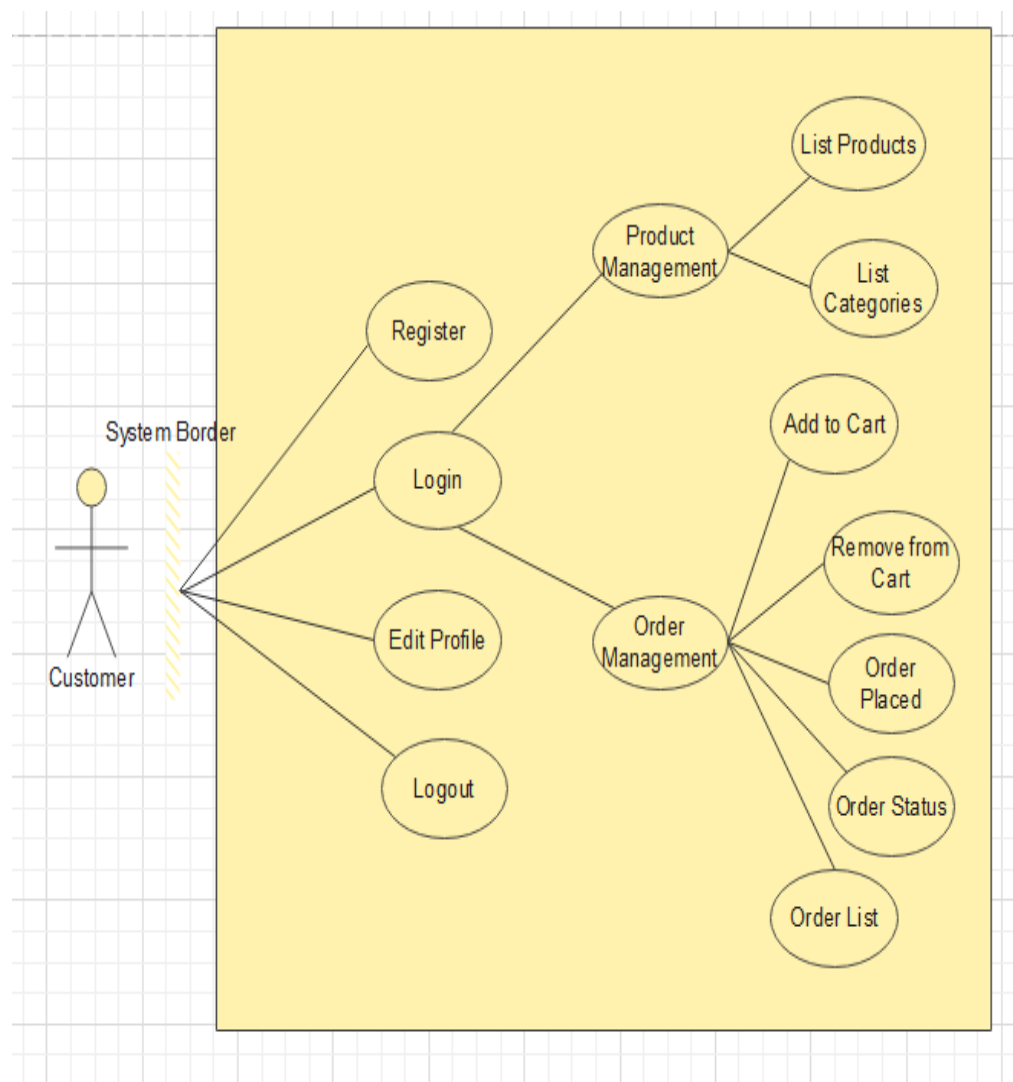 List Products
Product
Management
List
Categories
Register
Add to Cart
System Border
Login
Remove from
Cart
Edit Profile
Order
Management
Customer
Order
Placed
Logout
Order Status
Order List